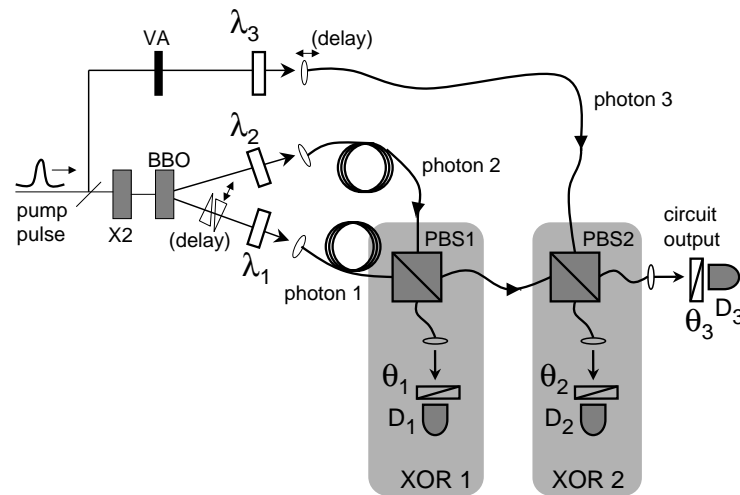 VA
λ3
(delay)
photon 3
λ2
BBO
photon 2
pump
pulse
X2
(delay)
λ1
photon 1
PBS1
PBS2
circuit
output
θ3
D3
θ1
D1
θ2
D2
XOR 1
XOR 2